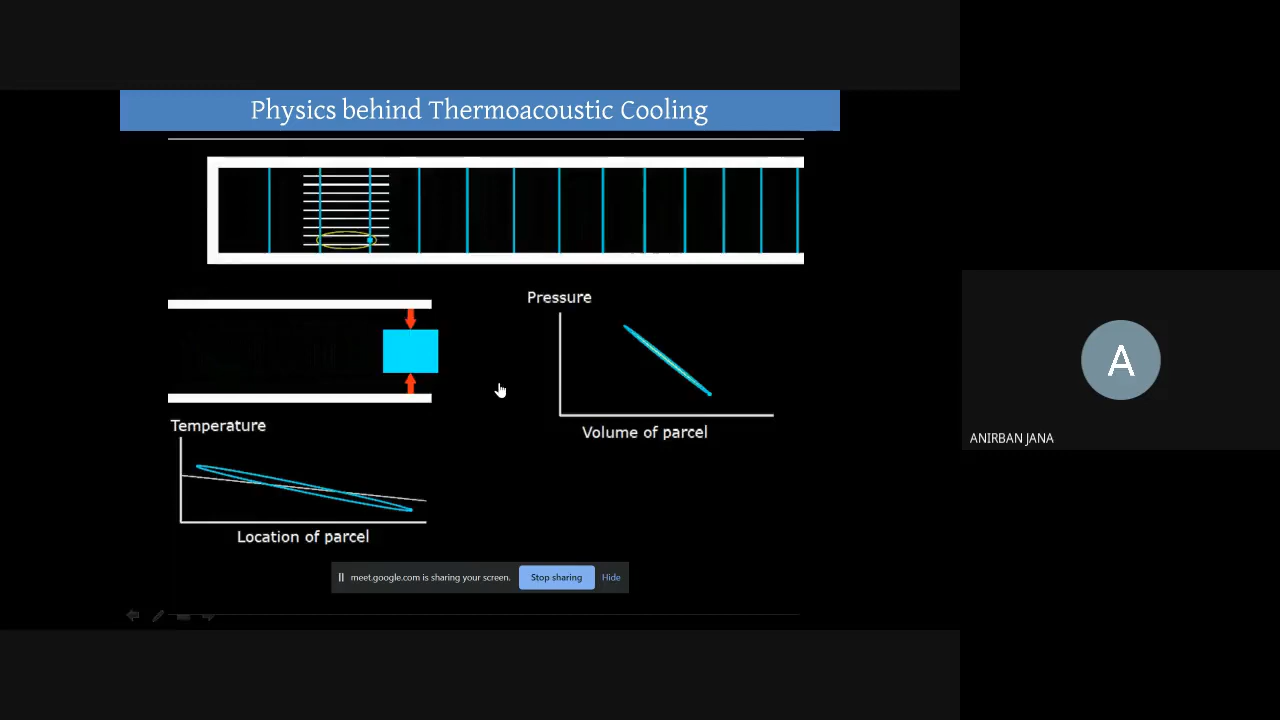 Physics behind Thermoacoustic Cooling
Pressure
Volume of parcel
Temperature
Location of parcel
meet.google.com is sharing your screen. Stop sharing Hide
A
ANIRBAN JANA